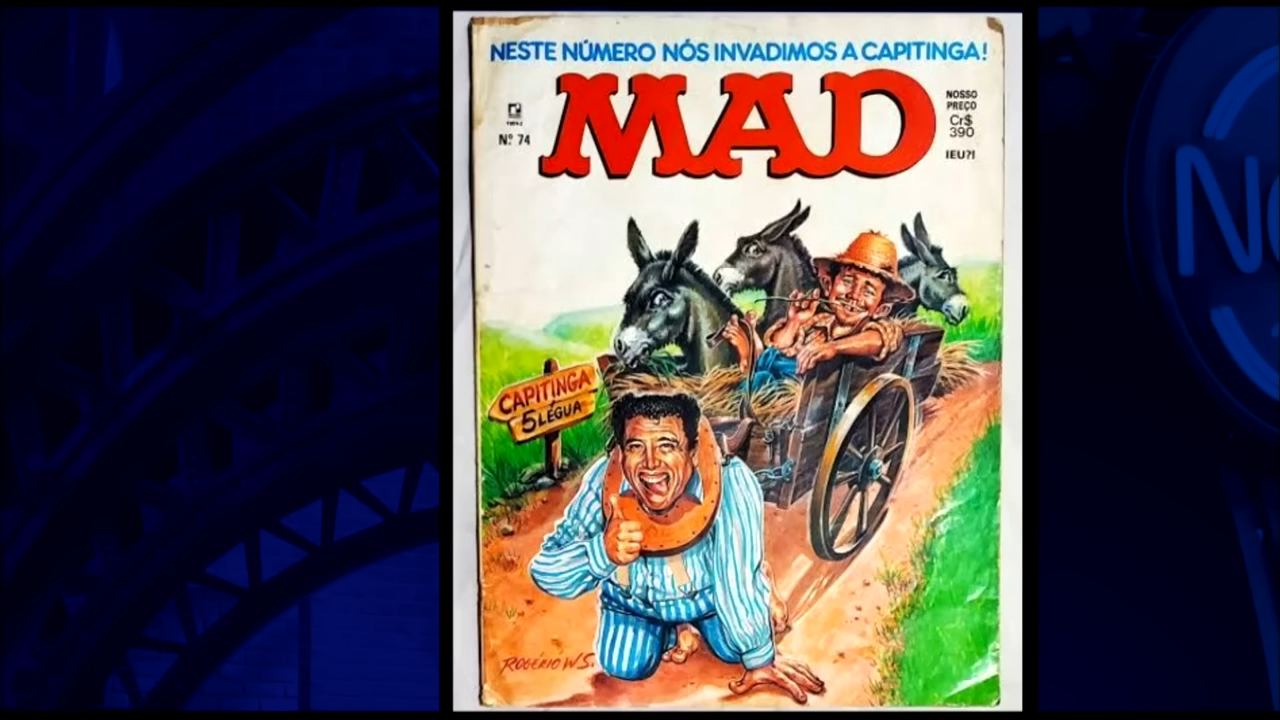 NESTE NÚMERO NÓS INVADIMOS A CAPITINGA!
MAD
Nº 74
NOSSO
PREÇO
Cr$
390
IEU?!
CAPITINGA
5 LÉGUA
ROGÉRIO W.S.